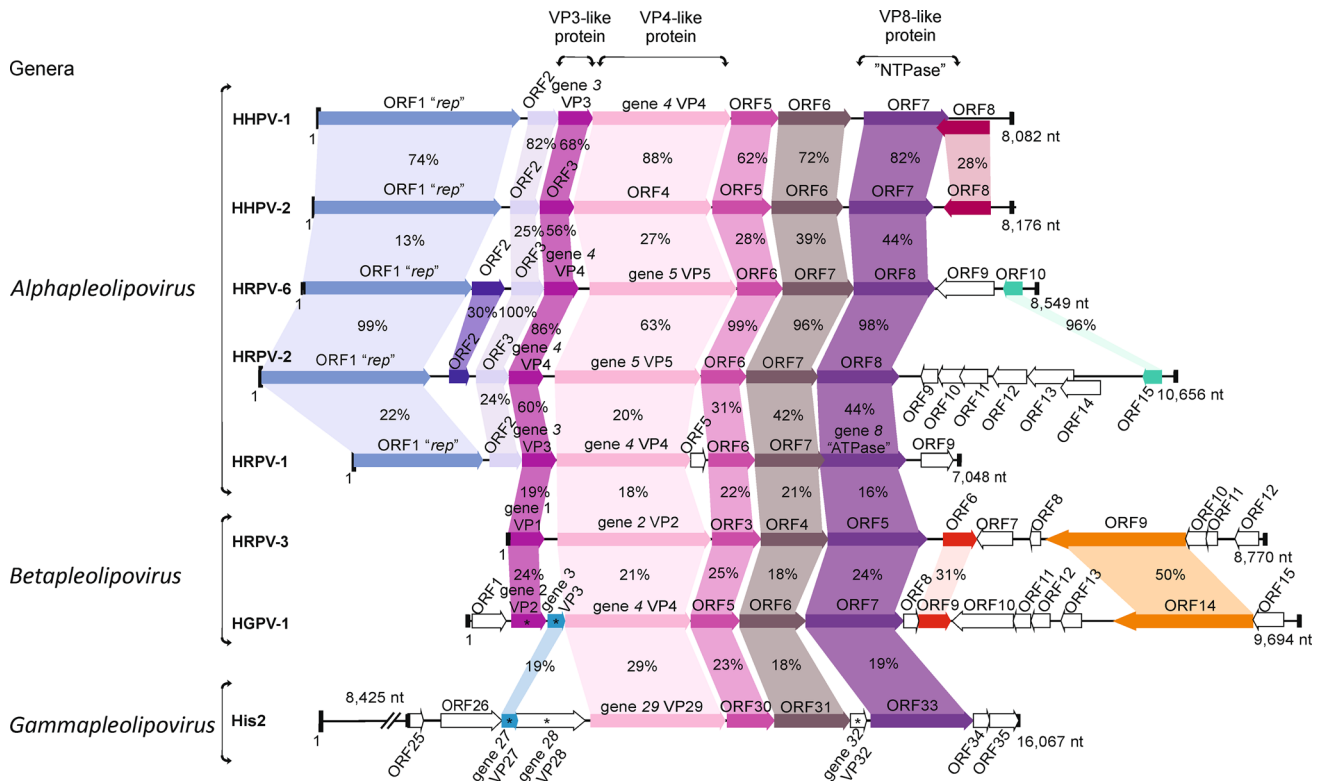 VP3-like protein
VP4-like protein
VP8-like protein
Genera
"NTPase"
HHPV-1
ORF1 "rep"
ORF2
gene 3 VP3
gene 4 VP4
ORF5
ORF6
ORF7
ORF8
1
8,082 nt
74%
82%
68%
88%
62%
72%
82%
28%
HHPV-2
ORF1 "rep"
ORF2
ORF3
ORF4
ORF5
ORF6
ORF7
ORF8
1
8,176 nt
13%
25%
56%
27%
28%
39%
44%
Alphapleolipovirus
HRPV-6
ORF1 "rep"
ORF2
ORF3
gene 4 VP4
gene 5 VP5
ORF6
ORF7
ORF8
ORF9
ORF10
1
8,549 nt
99%
30%
100%
86%
63%
99%
96%
98%
96%
HRPV-2
ORF1 "rep"
ORF2
ORF3
gene 4 VP4
gene 5 VP5
ORF6
ORF7
ORF8
ORF9
ORF10
ORF11
ORF12
ORF13
ORF14
ORF15
1
10,656 nt
22%
24%
60%
20%
31%
42%
44%
HRPV-1
ORF1 "rep"
ORF2
gene 3 VP3
gene 4 VP4
ORF5
ORF6
ORF7
gene 8 "ATPase"
ORF9
1
7,048 nt
19%
18%
22%
21%
16%
HRPV-3
gene 1 VP1
gene 2 VP2
ORF3
ORF4
ORF5
ORF6
ORF7
ORF8
ORF9
ORF10
ORF11
ORF12
1
8,770 nt
Betapleolipovirus
24%
21%
25%
18%
24%
31%
50%
HGPV-1
ORF1
gene 2 VP2
gene 3 VP3
gene 4 VP4
ORF5
ORF6
ORF7
ORF8
ORF9
ORF10
ORF11
ORF12
ORF13
ORF14
ORF15
*
*
1
9,694 nt
19%
29%
23%
18%
19%
Gammapleolipovirus
His2
8,425 nt
ORF25
ORF26
gene 27 VP27
gene 28 VP28
gene 29 VP29
ORF30
ORF31
gene 32 VP32
ORF33
ORF34
ORF35
*
*
*
1
16,067 nt